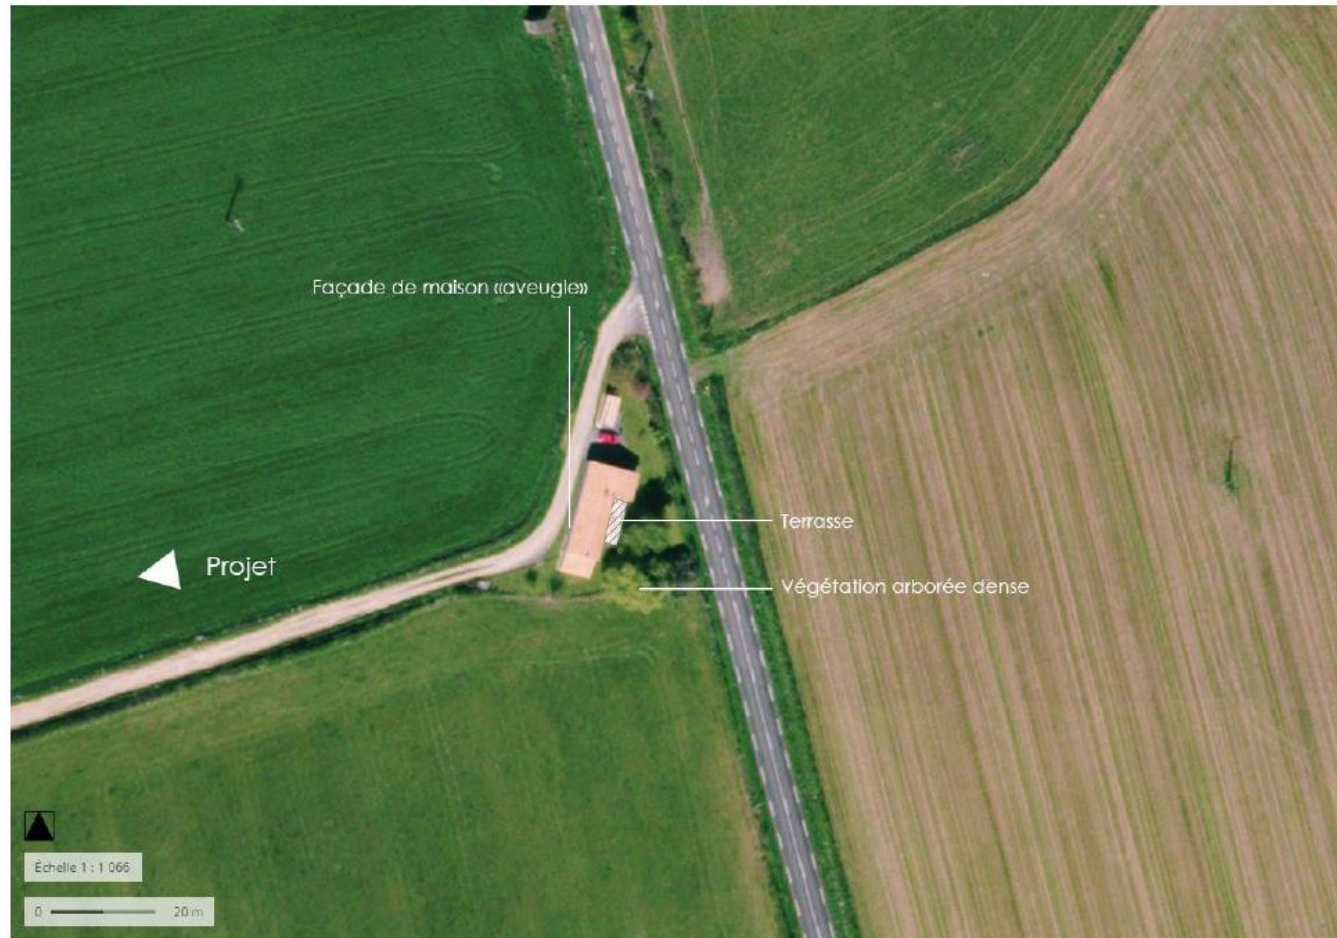 Façade de maison «aveugle»
Terrasse
Projet
Végétation arborée dense
Échelle 1 : 1 066
0 20 m